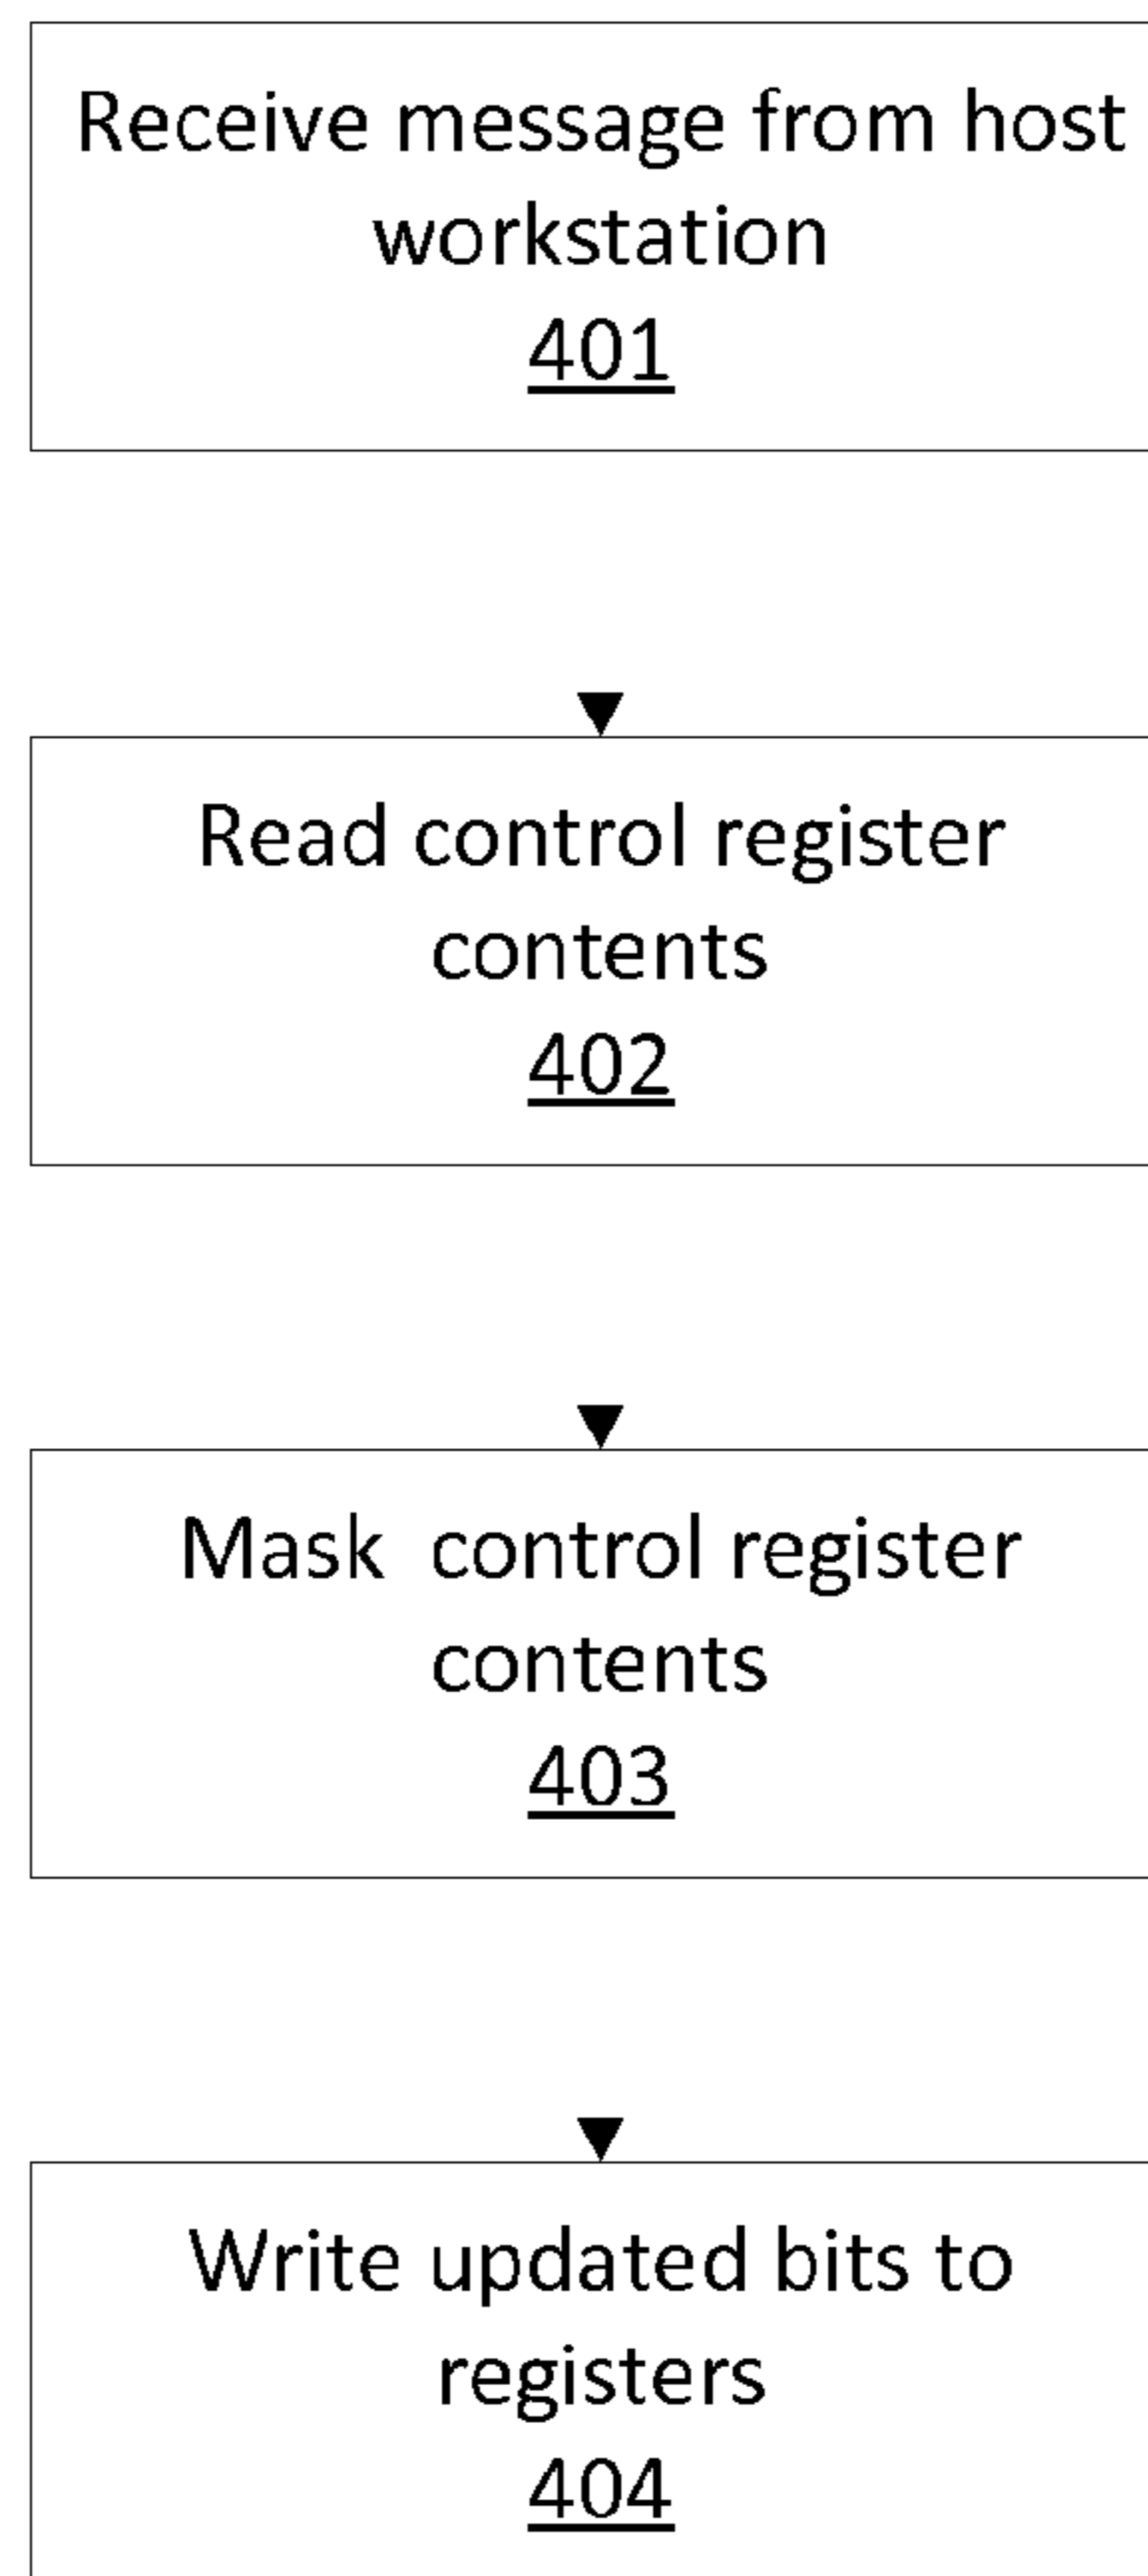 Receive message from host
workstation
401
Read control register
contents
402
Mask  control register
contents
403
Write updated bits to
registers
404